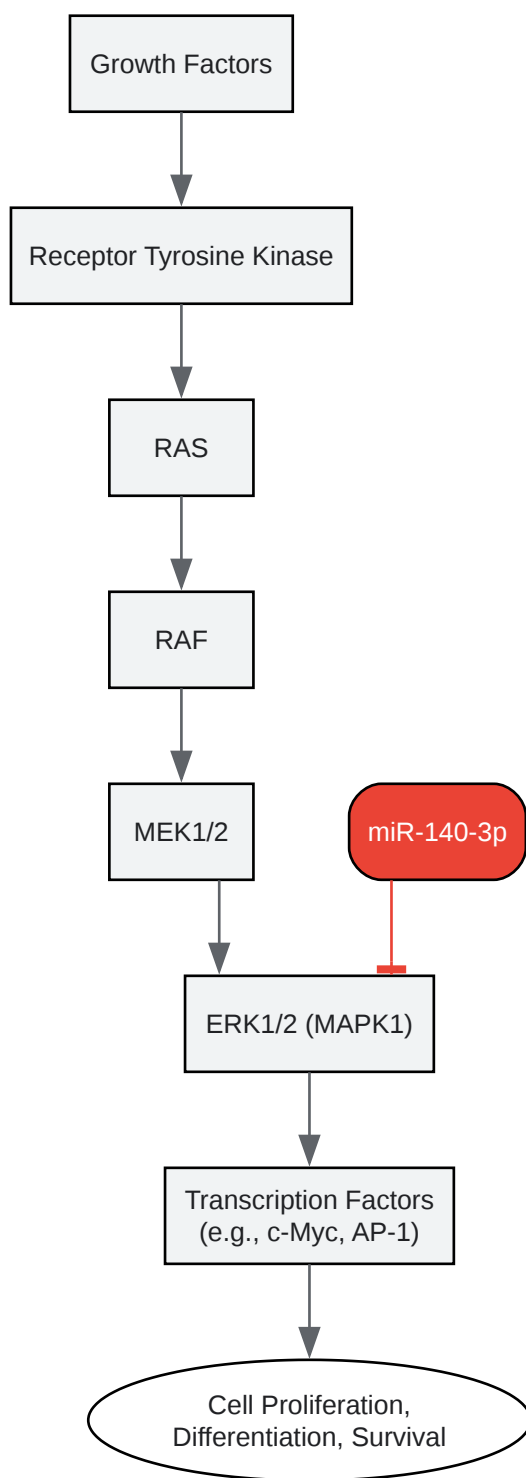 Growth Factors
Receptor Tyrosine Kinase
RAS
RAF
MEK1/2
miR-140-3p
ERK1/2 (MAPK1)
Transcription Factors
(e.g., c-Myc, AP-1)
Cell Proliferation,
Differentiation, Survival